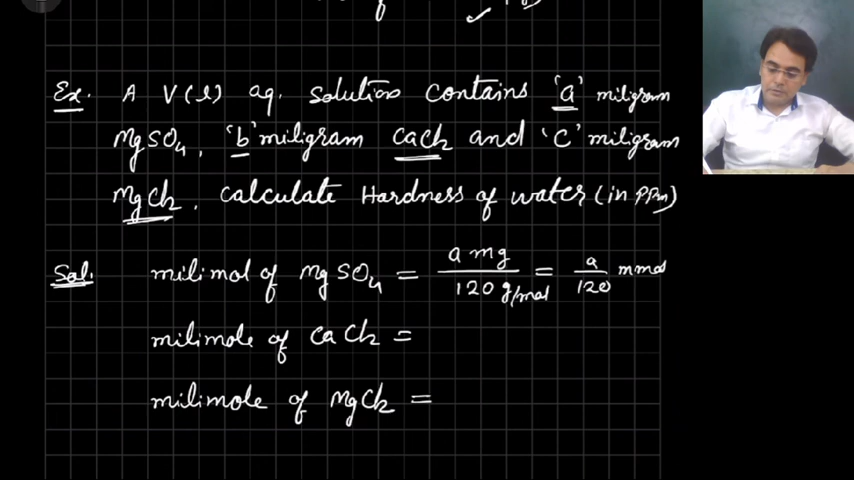 Ex. A V(l) aq. solution contains 'a' miligram
MgSO4, 'b' miligram CaCl2 and 'C' miligram
MgCl2. Calculate Hardness of water (in PPm)
Sol. milimol of MgSO4 = a mg / 120 g/mol = a / 120 mmol
milimole of CaCl2 =
milimole of MgCl2 =